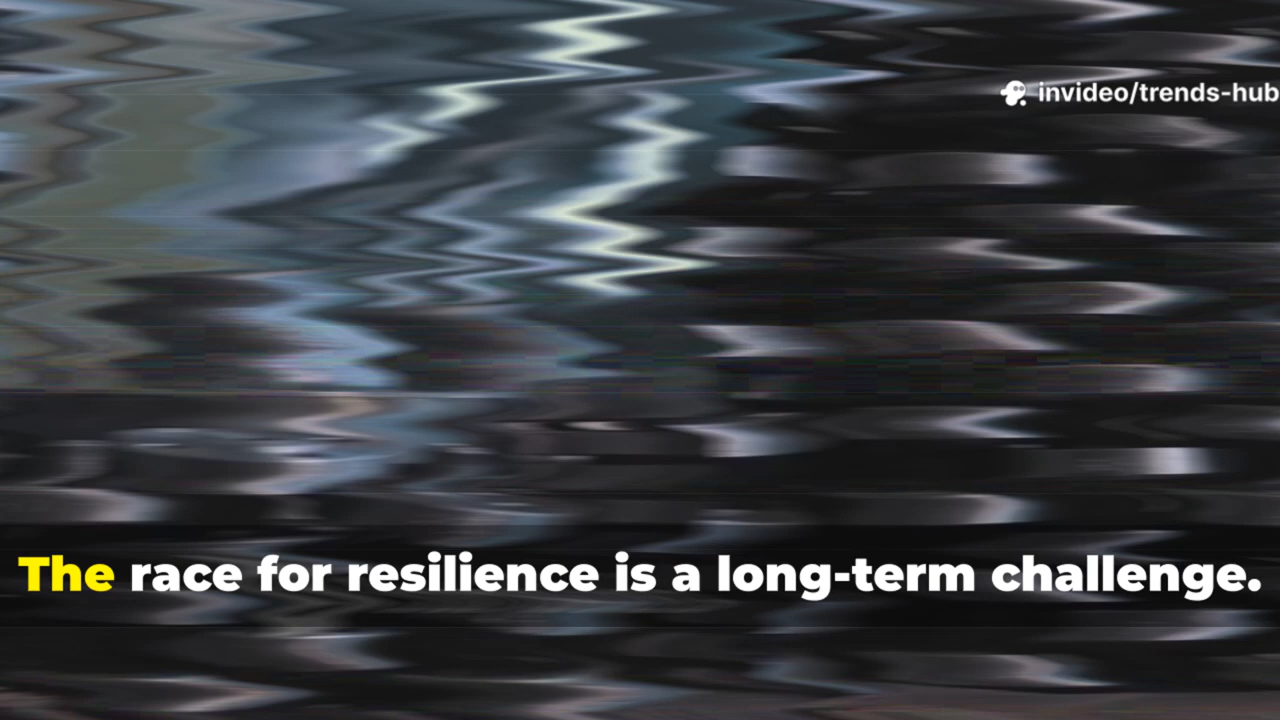 invideo/trends-hub
The race for resilience is a long-term challenge.